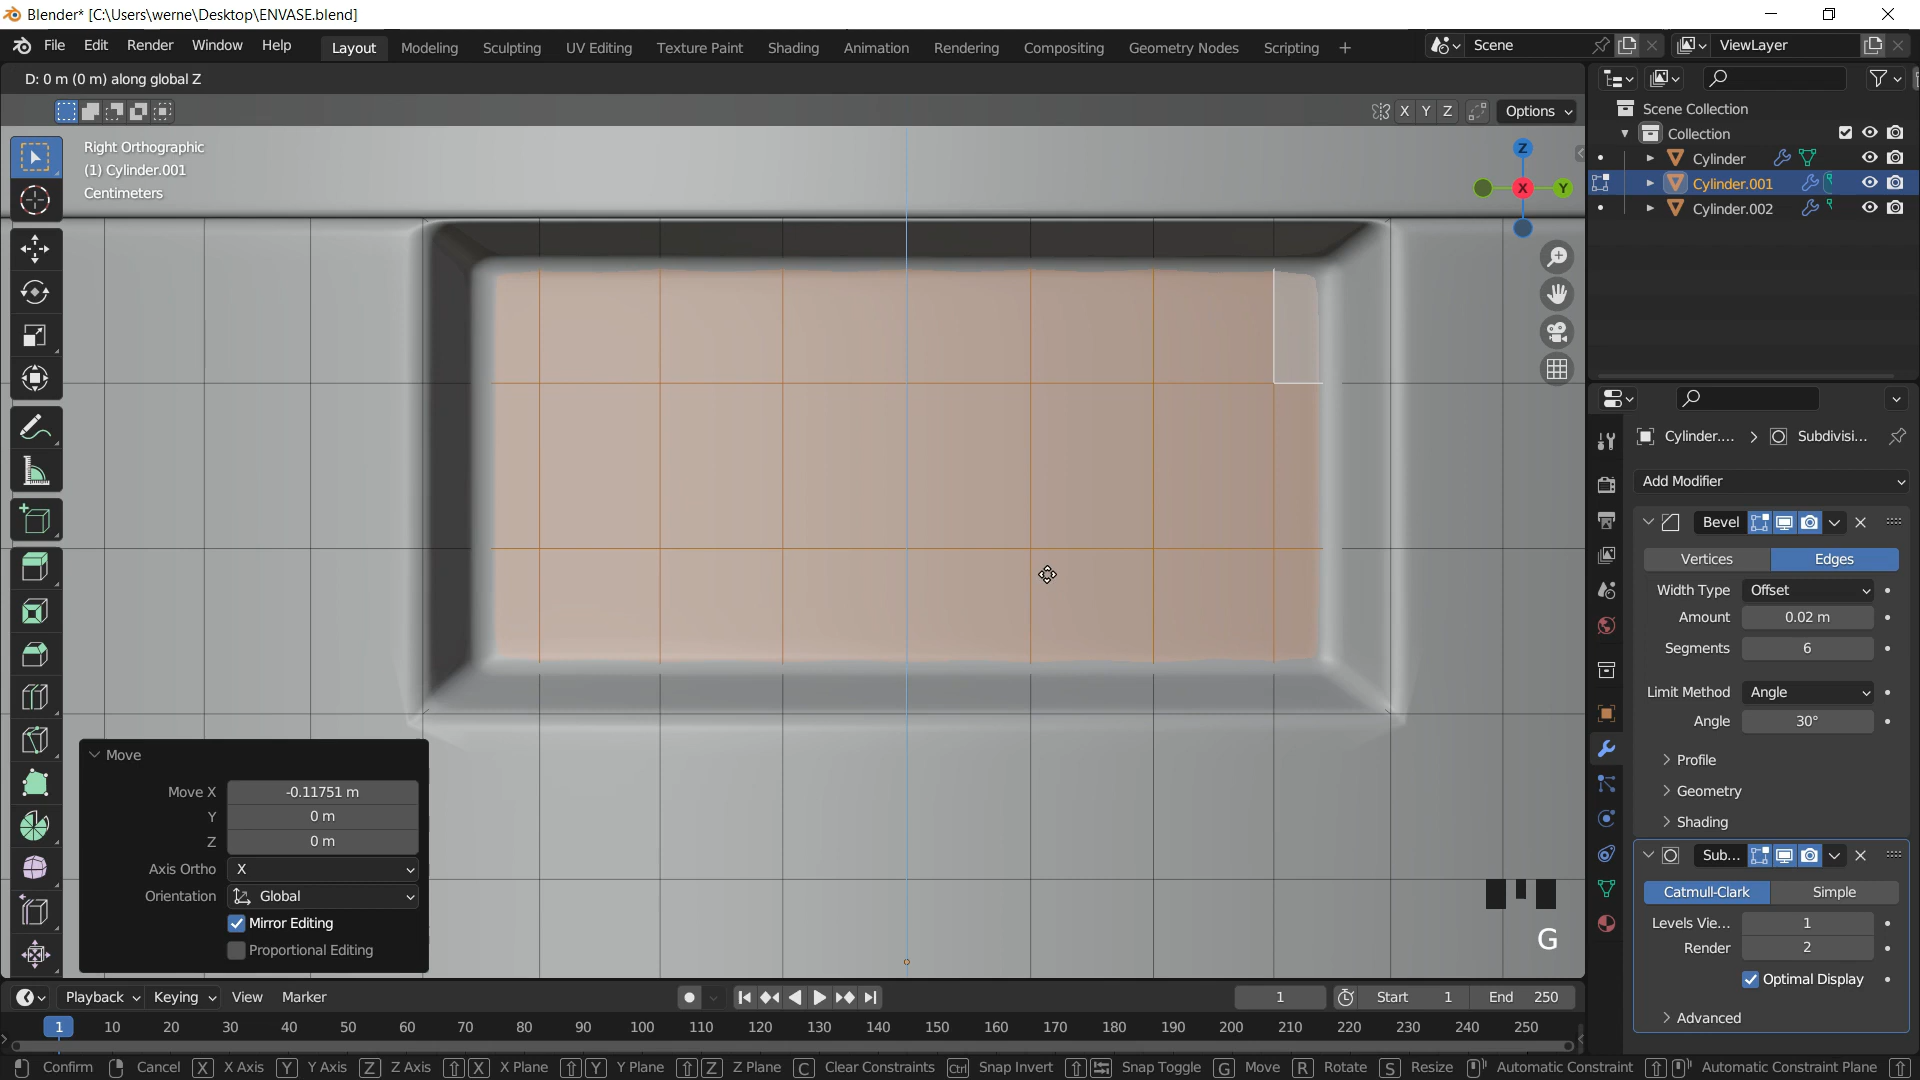 Blender* [C:\Users\werne\Desktop\ENVASE.blend]
File Edit Render Window Help Layout Modeling Sculpting UV Editing Texture Paint Shading Animation Rendering Compositing Geometry Nodes Scripting + Scene ViewLayer
D: 0 m (0 m) along global Z
X Y Z Options
Right Orthographic
(1) Cylinder.001
Centimeters
Z
X
Y
Scene Collection
Collection
Cylinder
Cylinder.001
Cylinder.002
Cylinder.... > Subdivisi...
Add Modifier
Bevel
Vertices Edges
Width Type Offset
Amount 0.02 m
Segments 6
Limit Method Angle
Angle 30°
Profile
Geometry
Shading
Sub...
Catmull-Clark Simple
Levels Vie... 1
Render 2
Optimal Display
Advanced
Move
Move X -0.11751 m
Y 0 m
Z 0 m
Axis Ortho X
Orientation Global
Mirror Editing
Proportional Editing
G
Playback Keying View Marker 1 Start 1 End 250
1 10 20 30 40 50 60 70 80 90 100 110 120 130 140 150 160 170 180 190 200 210 220 230 240 250
Confirm Cancel X X Axis Y Y Axis Z Z Axis X X Plane Y Y Plane Z Z Plane C Clear Constraints Ctrl Snap Invert Snap Toggle G Move R Rotate S Resize Automatic Constraint Automatic Constraint Plane